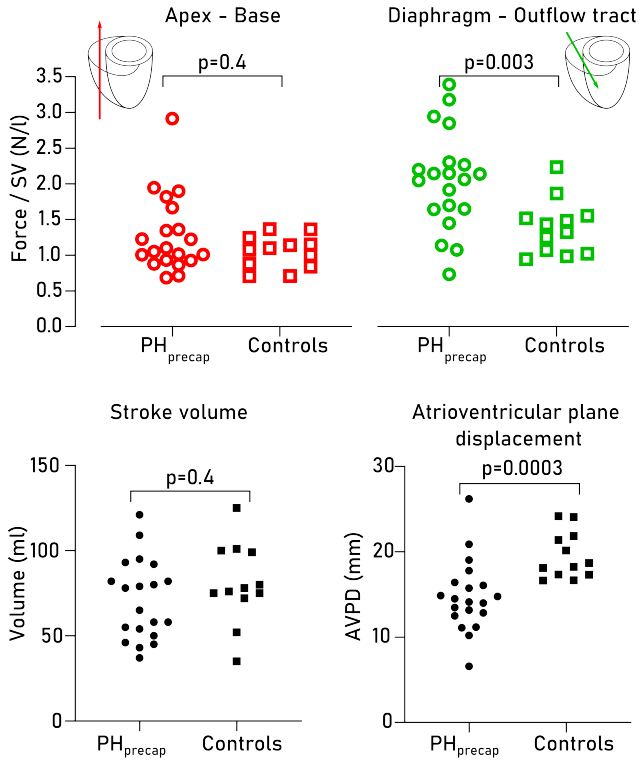 Apex - Base
Diaphragm - Outflow tract
p=0.4
p=0.003
Force / SV (N/l)
3.5
3.0
2.5
2.0
1.5
1.0
0.5
0.0
PHprecap
Controls
PHprecap
Controls
Stroke volume
Atrioventricular plane
displacement
p=0.4
p=0.0003
Volume (ml)
150
100
50
0
AVPD (mm)
30
20
10
0
PHprecap
Controls
PHprecap
Controls